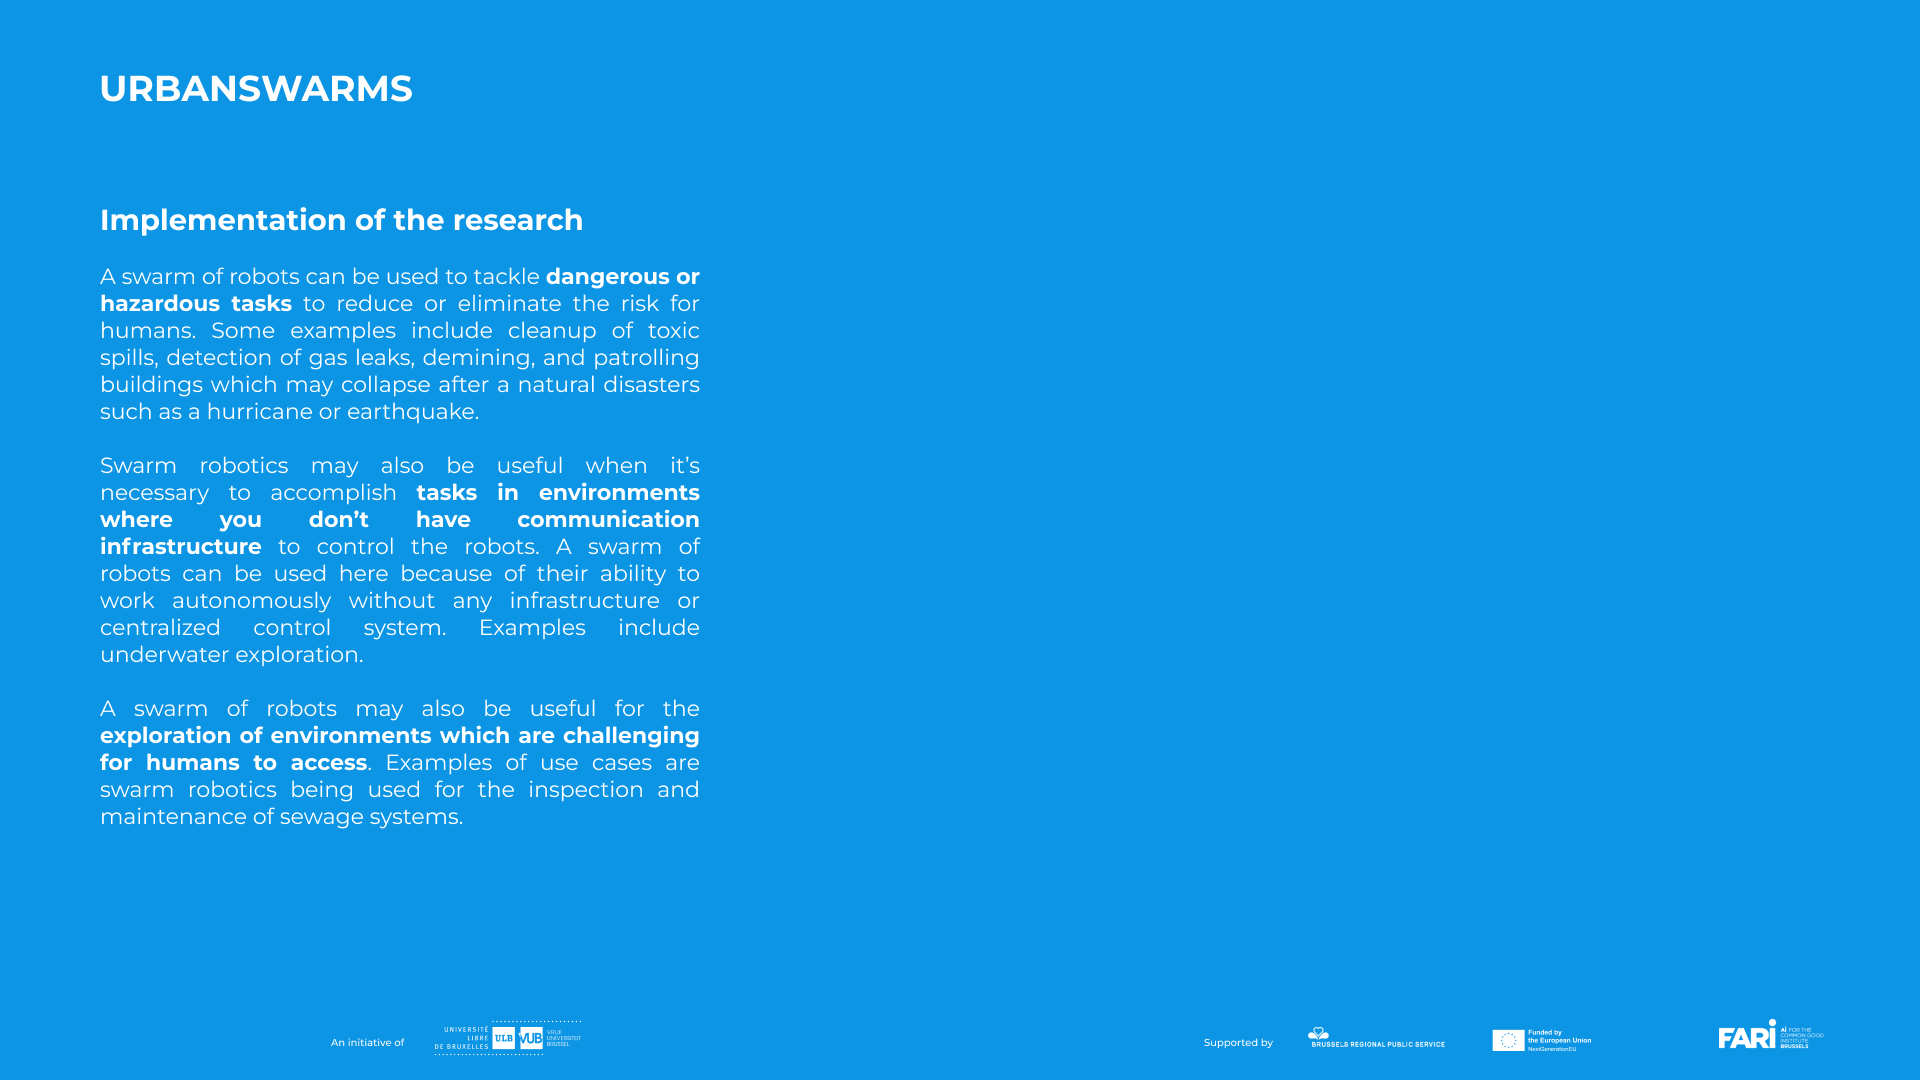 URBANSWARMS
Implementation of the research
A swarm of robots can be used to tackle dangerous or
hazardous tasks to reduce or eliminate the risk for
humans. Some examples include cleanup of toxic
spills, detection of gas leaks, demining, and patrolling
buildings which may collapse after a natural disasters
such as a hurricane or earthquake.
Swarm robotics may also be useful when it’s
necessary to accomplish tasks in environments
where you don’t have communication
infrastructure to control the robots. A swarm of
robots can be used here because of their ability to
work autonomously without any infrastructure or
centralized control system. Examples include
underwater exploration.
A swarm of robots may also be useful for the
exploration of environments which are challenging
for humans to access. Examples of use cases are
swarm robotics being used for the inspection and
maintenance of sewage systems.
An initiative of
UNIVERSITÉ
LIBRE
DE BRUXELLES
ULB
VUB
VRIJE
UNIVERSITEIT
BRUSSEL
Supported by
BRUSSELS REGIONAL PUBLIC SERVICE
Funded by
the European Union
NextGenerationEU
FARI
AI FOR THE
COMMON GOOD
INSTITUTE
BRUSSELS